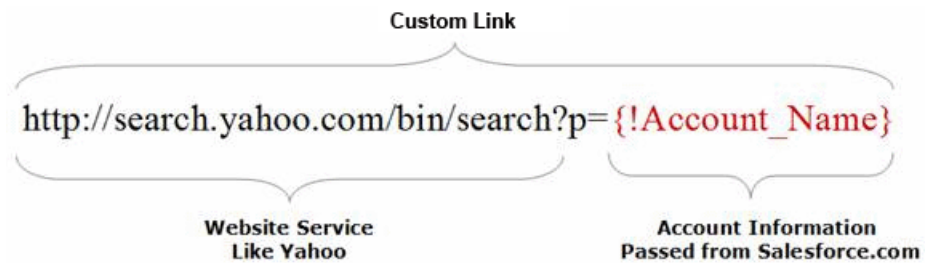 Custom Link
http://search.yahoo.com/bin/search?p={!Account_Name}
Website Service
Like Yahoo
Account Information
Passed from Salesforce.com